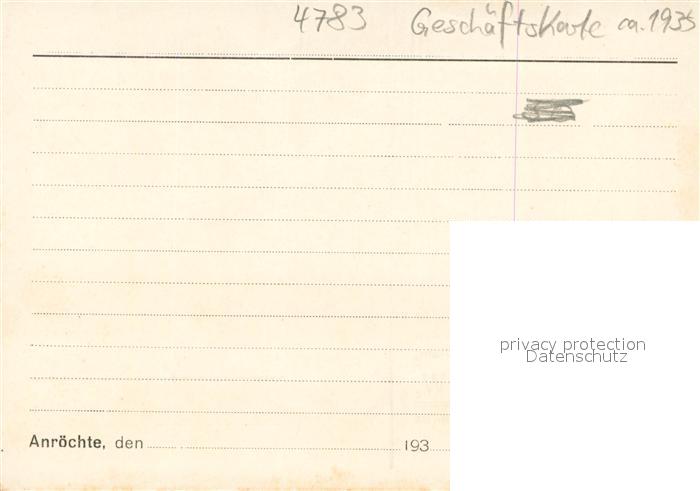 4783 Geschäftskarte ca. 1935
privacy protection
Datenschutz
Anröchte, den 193